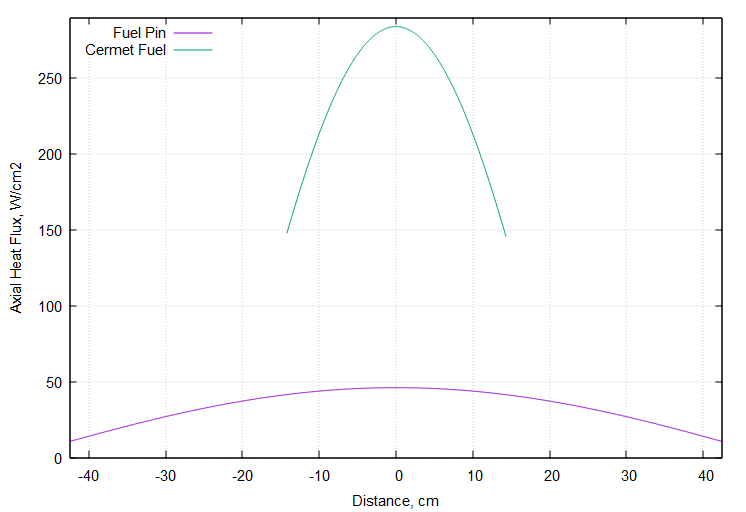 Fuel Pin
Cermet Fuel
250
200
150
100
50
0
-40 -30 -20 -10 0 10 20 30 40
Axial Heat Flux, W/cm2
Distance, cm